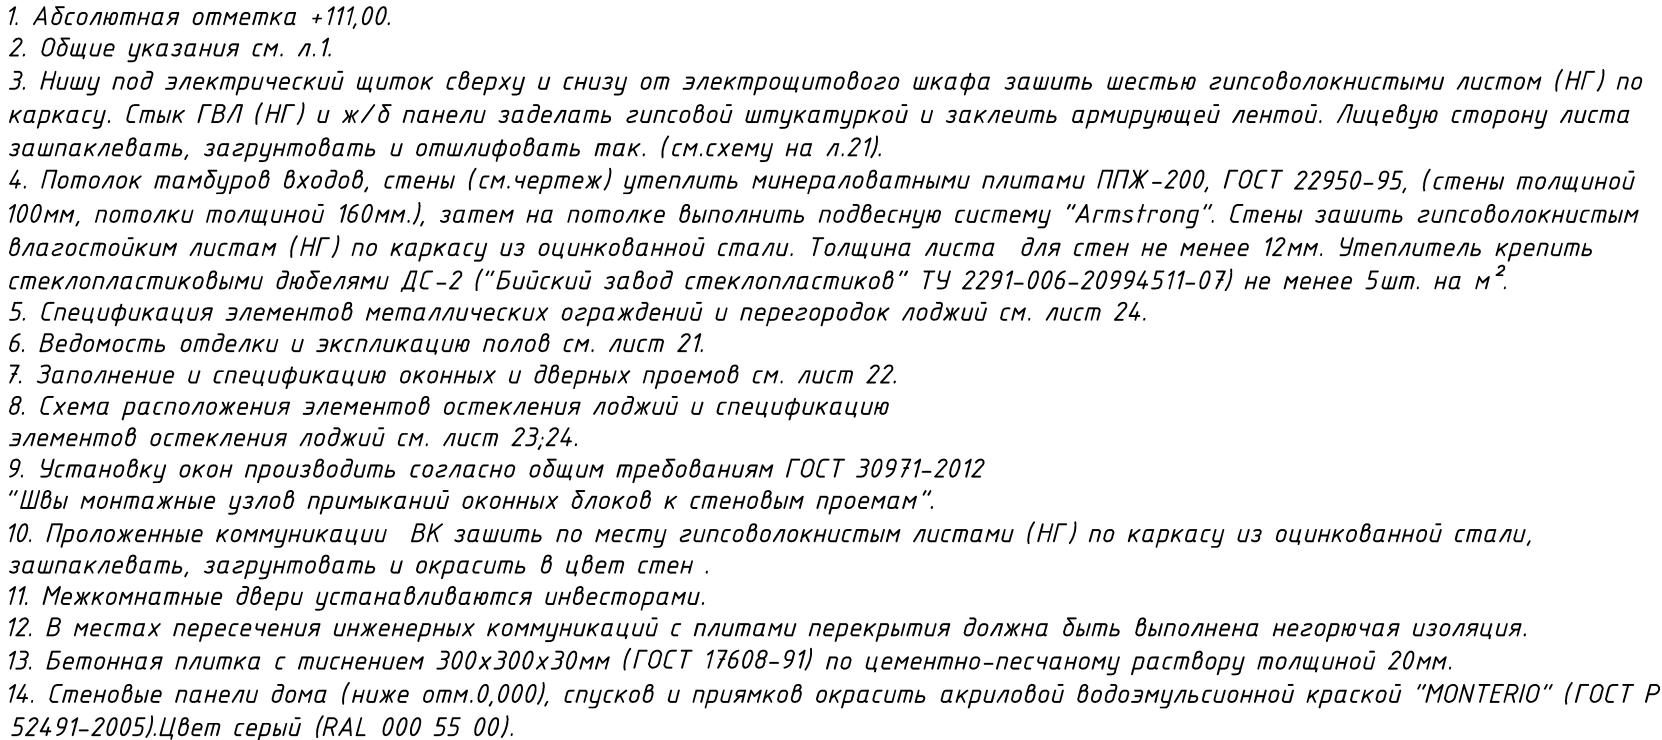 1. Абсолютная отметка +111,00.
2. Общие указания см. л.1.
3. Нишу под электрический щиток сверху и снизу от электрощитового шкафа зашить шестью гипсоволокнистыми листом (НГ) по
каркасу. Стык ГВЛ (НГ) и ж/б панели заделать гипсовой штукатуркой и заклеить армирующей лентой. Лицевую сторону листа
зашпаклевать, загрунтовать и отшлифовать так. (см.схему на л.21).
4. Потолок тамбуров входов, стены (см.чертеж) утеплить минераловатными плитами ППЖ-200, ГОСТ 22950-95, (стены толщиной
100мм, потолки толщиной 160мм.), затем на потолке выполнить подвесную систему "Armstrong". Стены зашить гипсоволокнистым
влагостойким листам (НГ) по каркасу из оцинкованной стали. Толщина листа для стен не менее 12мм. Утеплитель крепить
стеклопластиковыми дюбелями ДС-2 ("Бийский завод стеклопластиков" ТУ 2291-006-20994511-07) не менее 5шт. на м².
5. Спецификация элементов металлических ограждений и перегородок лоджий см. лист 24.
6. Ведомость отделки и экспликацию полов см. лист 21.
7. Заполнение и спецификацию оконных и дверных проемов см. лист 22.
8. Схема расположения элементов остекления лоджий и спецификацию
элементов остекления лоджий см. лист 23;24.
9. Установку окон производить согласно общим требованиям ГОСТ 30971-2012
"Швы монтажные узлов примыканий оконных блоков к стеновым проемам".
10. Проложенные коммуникации ВК зашить по месту гипсоволокнистым листами (НГ) по каркасу из оцинкованной стали,
зашпаклевать, загрунтовать и окрасить в цвет стен .
11. Межкомнатные двери устанавливаются инвесторами.
12. В местах пересечения инженерных коммуникаций с плитами перекрытия должна быть выполнена негорючая изоляция.
13. Бетонная плитка с тиснением 300х300х30мм (ГОСТ 17608-91) по цементно-песчаному раствору толщиной 20мм.
14. Стеновые панели дома (ниже отм.0,000), спусков и приямков окрасить акриловой водоэмульсионной краской "MONTERIO" (ГОСТ Р
52491-2005).Цвет серый (RAL 000 55 00).